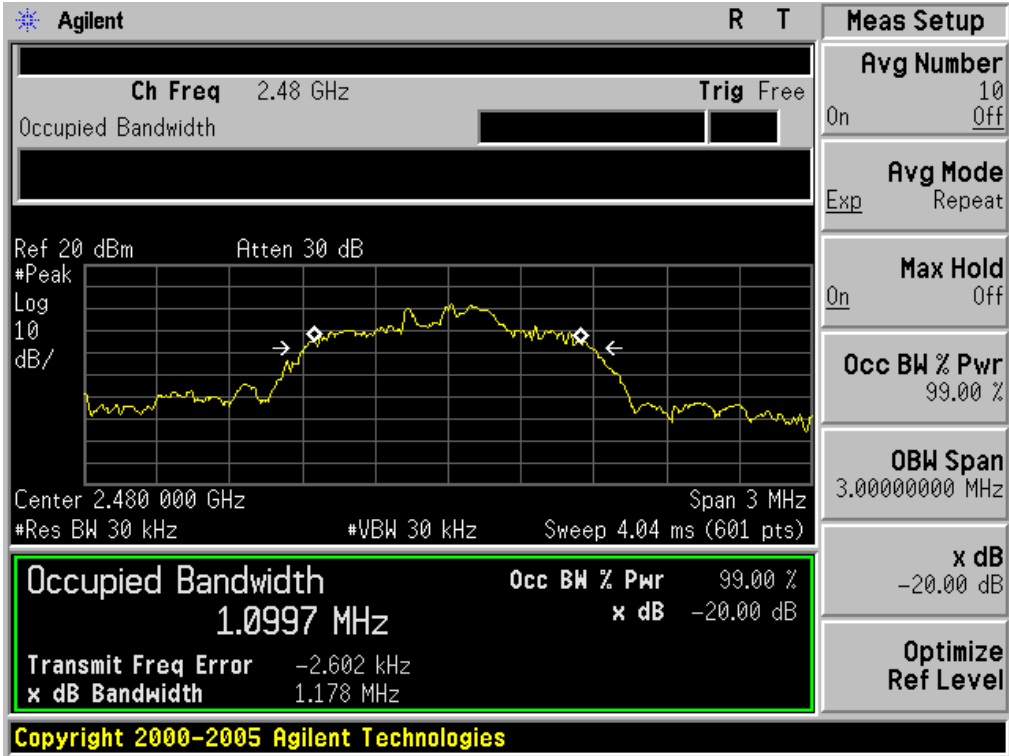 Agilent R T
Ch Freq 2.48 GHz Trig Free
Occupied Bandwidth
Ref 20 dBm Atten 30 dB
#Peak
Log
10
dB/
Center 2.480 000 GHz Span 3 MHz
#Res BW 30 kHz #VBW 30 kHz Sweep 4.04 ms (601 pts)
Occupied Bandwidth Occ BW % Pwr 99.00 %
1.0997 MHz x dB -20.00 dB
Transmit Freq Error -2.602 kHz
x dB Bandwidth 1.178 MHz
Copyright 2000-2005 Agilent Technologies
Meas Setup
Avg Number
10
On Off
Avg Mode
Exp Repeat
Max Hold
On Off
Occ BW % Pwr
99.00 %
OBW Span
3.00000000 MHz
x dB
-20.00 dB
Optimize
Ref Level